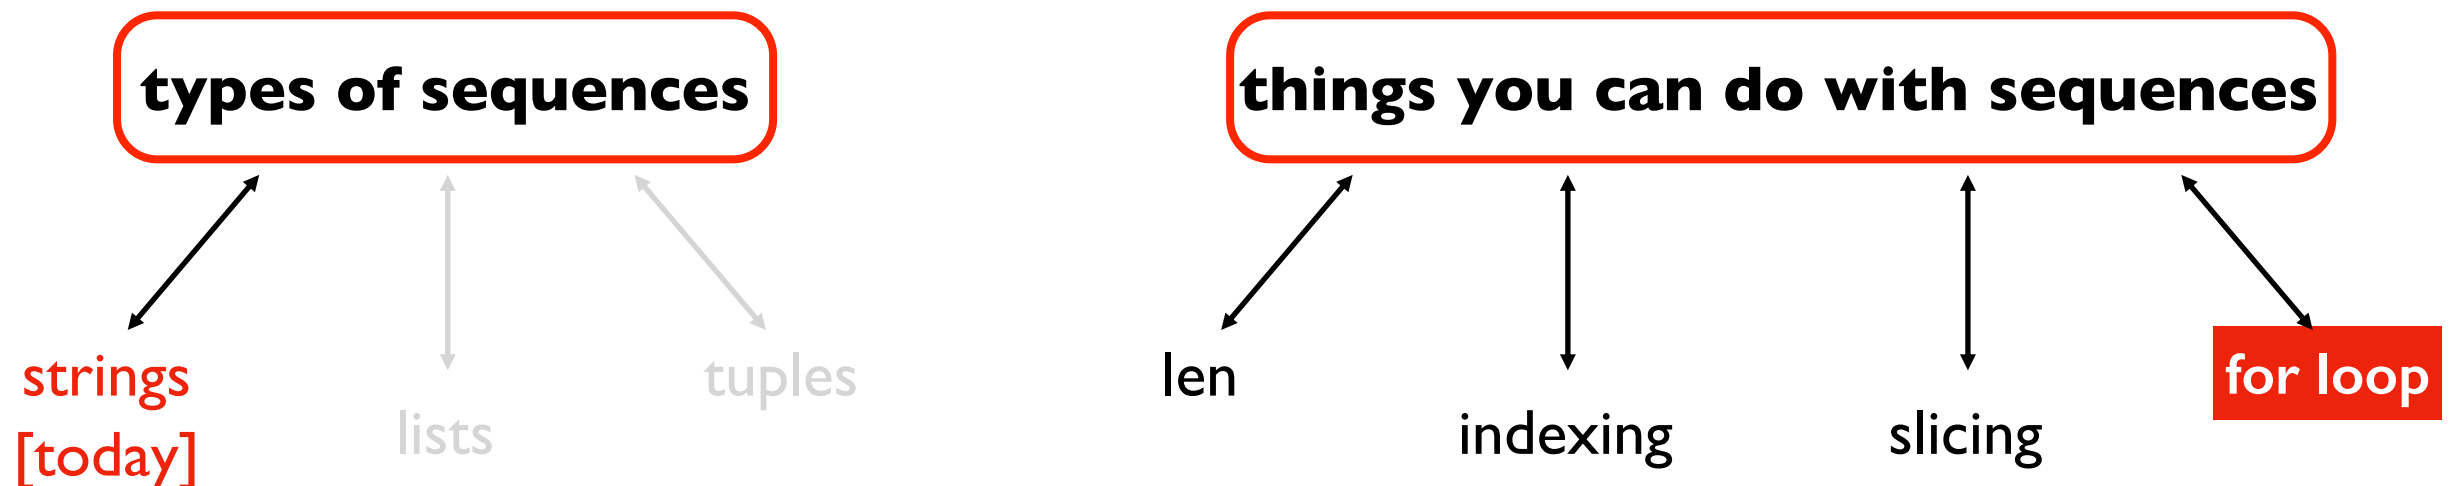 types of sequences
things you can do with sequences
strings
[today]
lists
tuples
len
indexing
slicing
for loop